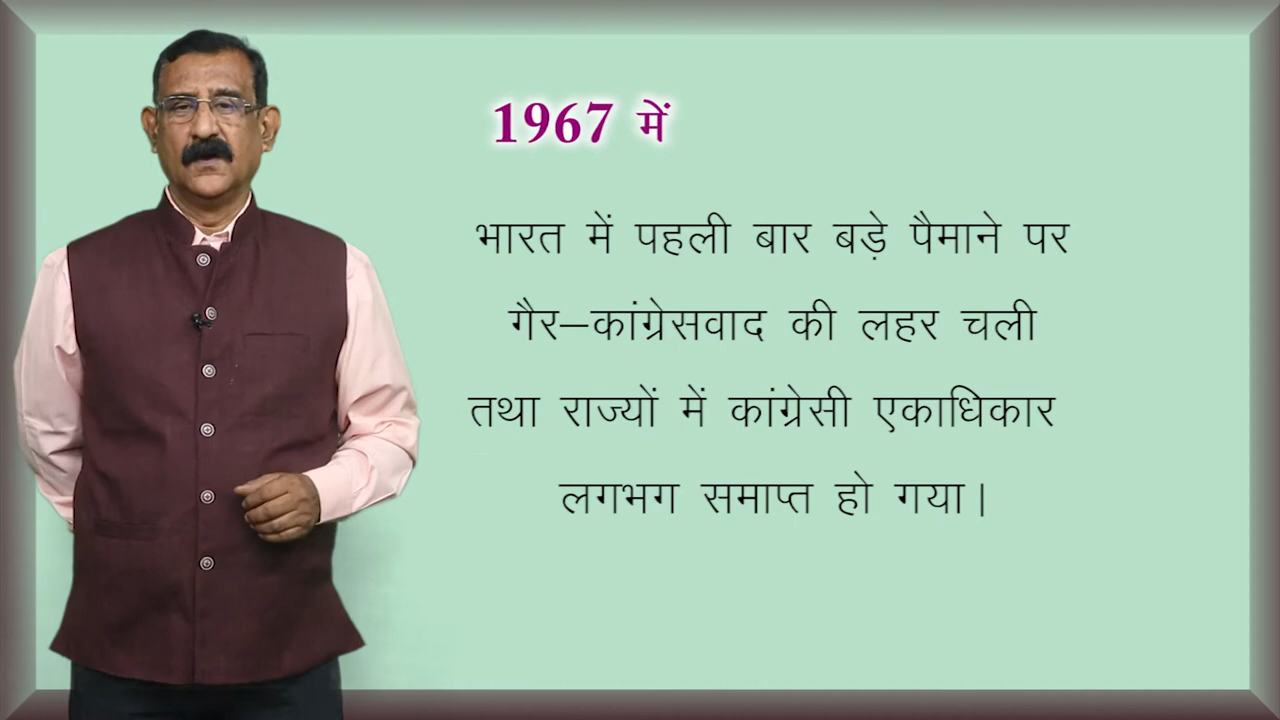 1967 में
भारत में पहली बार बड़े पैमाने पर
गैर–कांग्रेसवाद की लहर चली
तथा राज्यों में कांग्रेसी एकाधिकार
लगभग समाप्त हो गया।